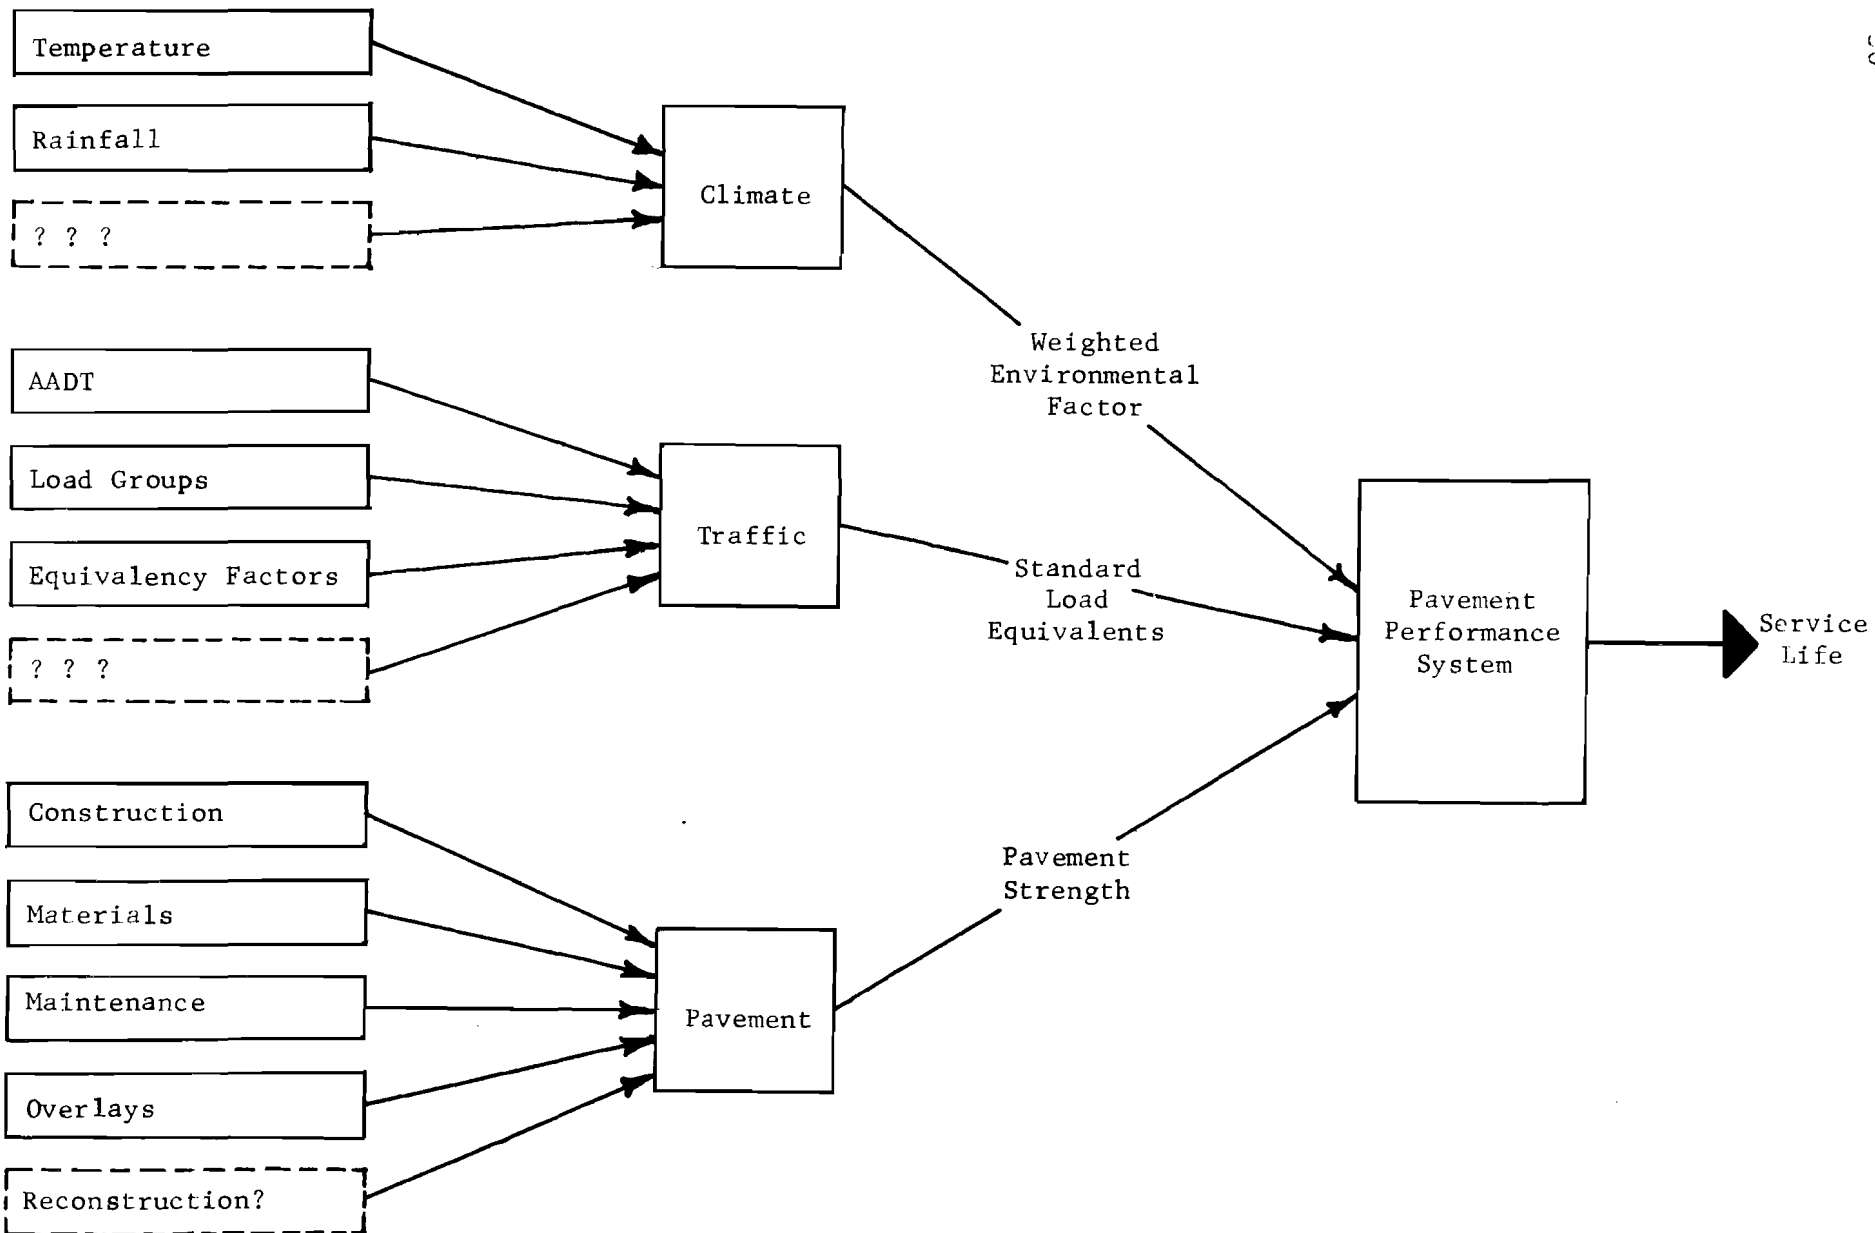 Temperature
Rainfall
? ? ?
Climate
Weighted
Environmental
Factor
AADT
Load Groups
Equivalency Factors
? ? ?
Traffic
Standard
Load
Equivalents
Construction
Materials
Maintenance
Overlays
Reconstruction?
Pavement
Pavement
Strength
Pavement
Performance
System
Service
Life